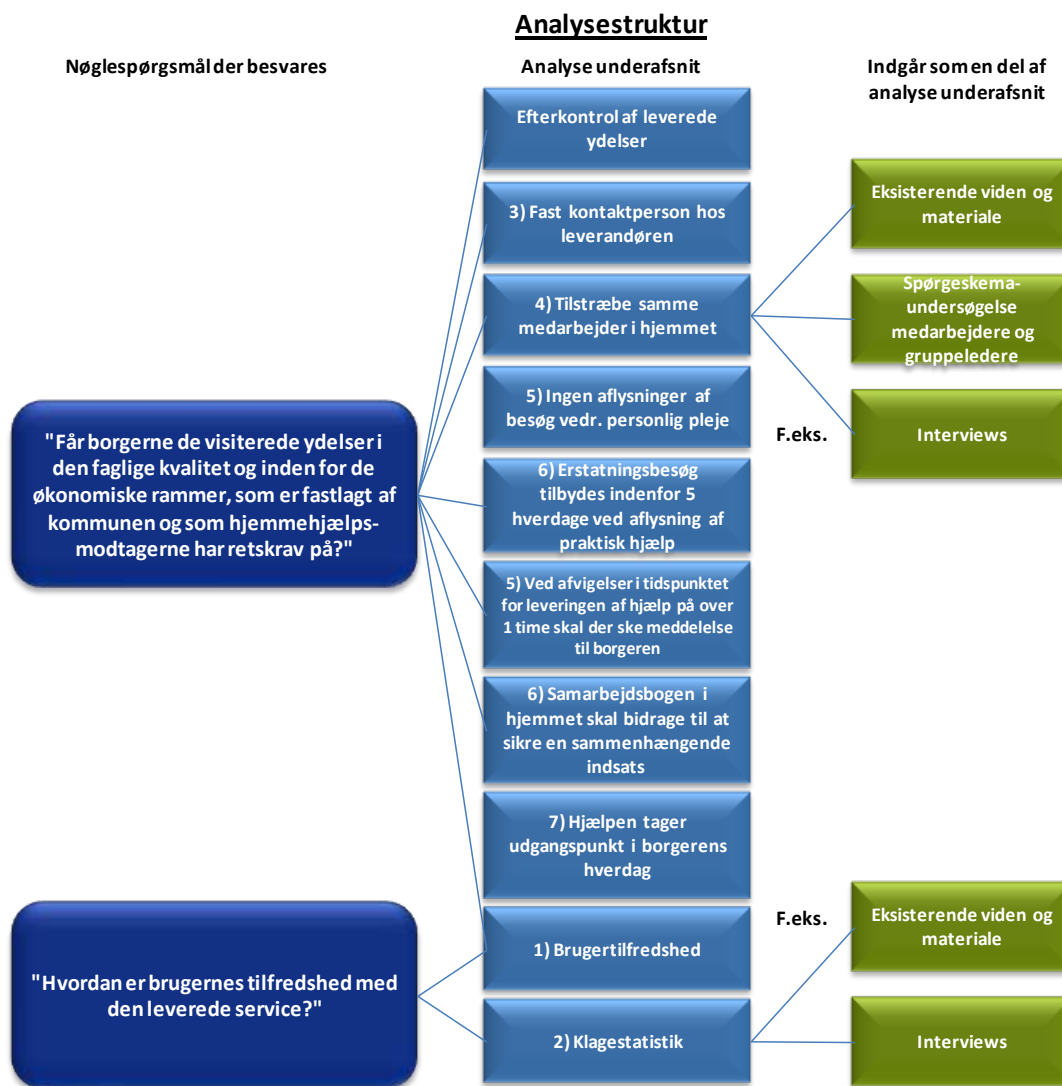 Analysestruktur
Nøglespørgsmål der besvares
Analyse underafsnit
Indgår som en del af
analyse underafsnit
"Får borgerne de visiterede ydelser i
den faglige kvalitet og inden for de
økonomiske rammer, som er fastlagt af
kommunen og som hjemmehjælps-
modtagerne har retskrav på?"
"Hvordan er brugernes tilfredshed med
den leverede service?"
Efterkontrol af leverede
ydelser
3) Fast kontaktperson hos
leverandøren
4) Tilstræbe samme
medarbejder i hjemmet
5) Ingen aflysninger af
besøg vedr. personlig pleje
6) Erstatningsbesøg
tilbydes indenfor 5
hverdage ved aflysning af
praktisk hjælp
5) Ved afvigelser i tidspunktet
for leveringen af hjælp på over
1 time skal der ske meddelelse
til borgeren
6) Samarbejdsbogen i
hjemmet skal bidrage til at
sikre en sammenhængende
indsats
7) Hjælpen tager
udgangspunkt i borgerens
hverdag
1) Brugertilfredshed
2) Klagestatistik
F.eks.
Eksisterende viden og
materiale
Spørgeskema-
undersøgelse
medarbejdere og
gruppeledere
Interviews
F.eks.
Eksisterende viden og
materiale
Interviews